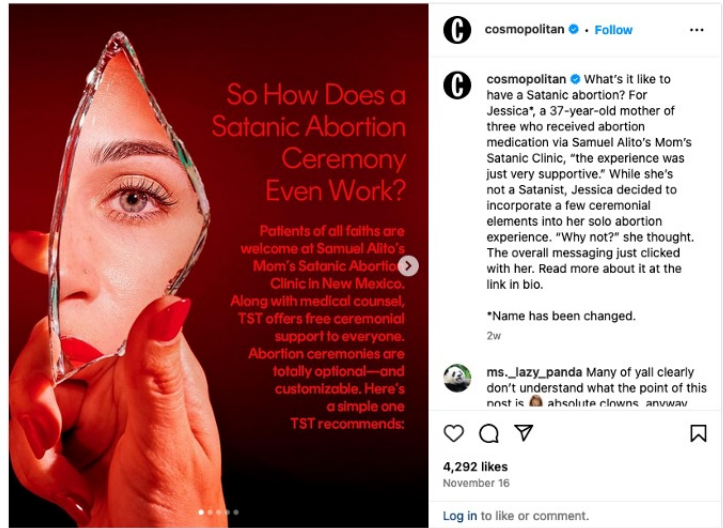 So How Does a
Satanic Abortion
Ceremony
Even Work?
Patients of all faiths are
welcome at Samuel Alito's
Mom's Satanic Abortion
Clinic in New Mexico.
Along with medical counsel,
TST offers free ceremonial
support to everyone.
Abortion ceremonies are
totally optional—and
customizable. Here's
a simple one
TST recommends:
C cosmopolitan • Follow •••
C cosmopolitan What's it like to
have a Satanic abortion? For
Jessica*, a 37-year-old mother of
three who received abortion
medication via Samuel Alito's Mom's
Satanic Clinic, “the experience was
just very supportive.” While she's
not a Satanist, Jessica decided to
incorporate a few ceremonial
elements into her solo abortion
experience. “Why not?” she thought.
The overall messaging just clicked
with her. Read more about it at the
link in bio.
*Name has been changed.
2w
ms._lazy_panda Many of yall clearly
don't understand what the point of this
post is absolute clowns, anyway
4,292 likes
November 16
Log in to like or comment.